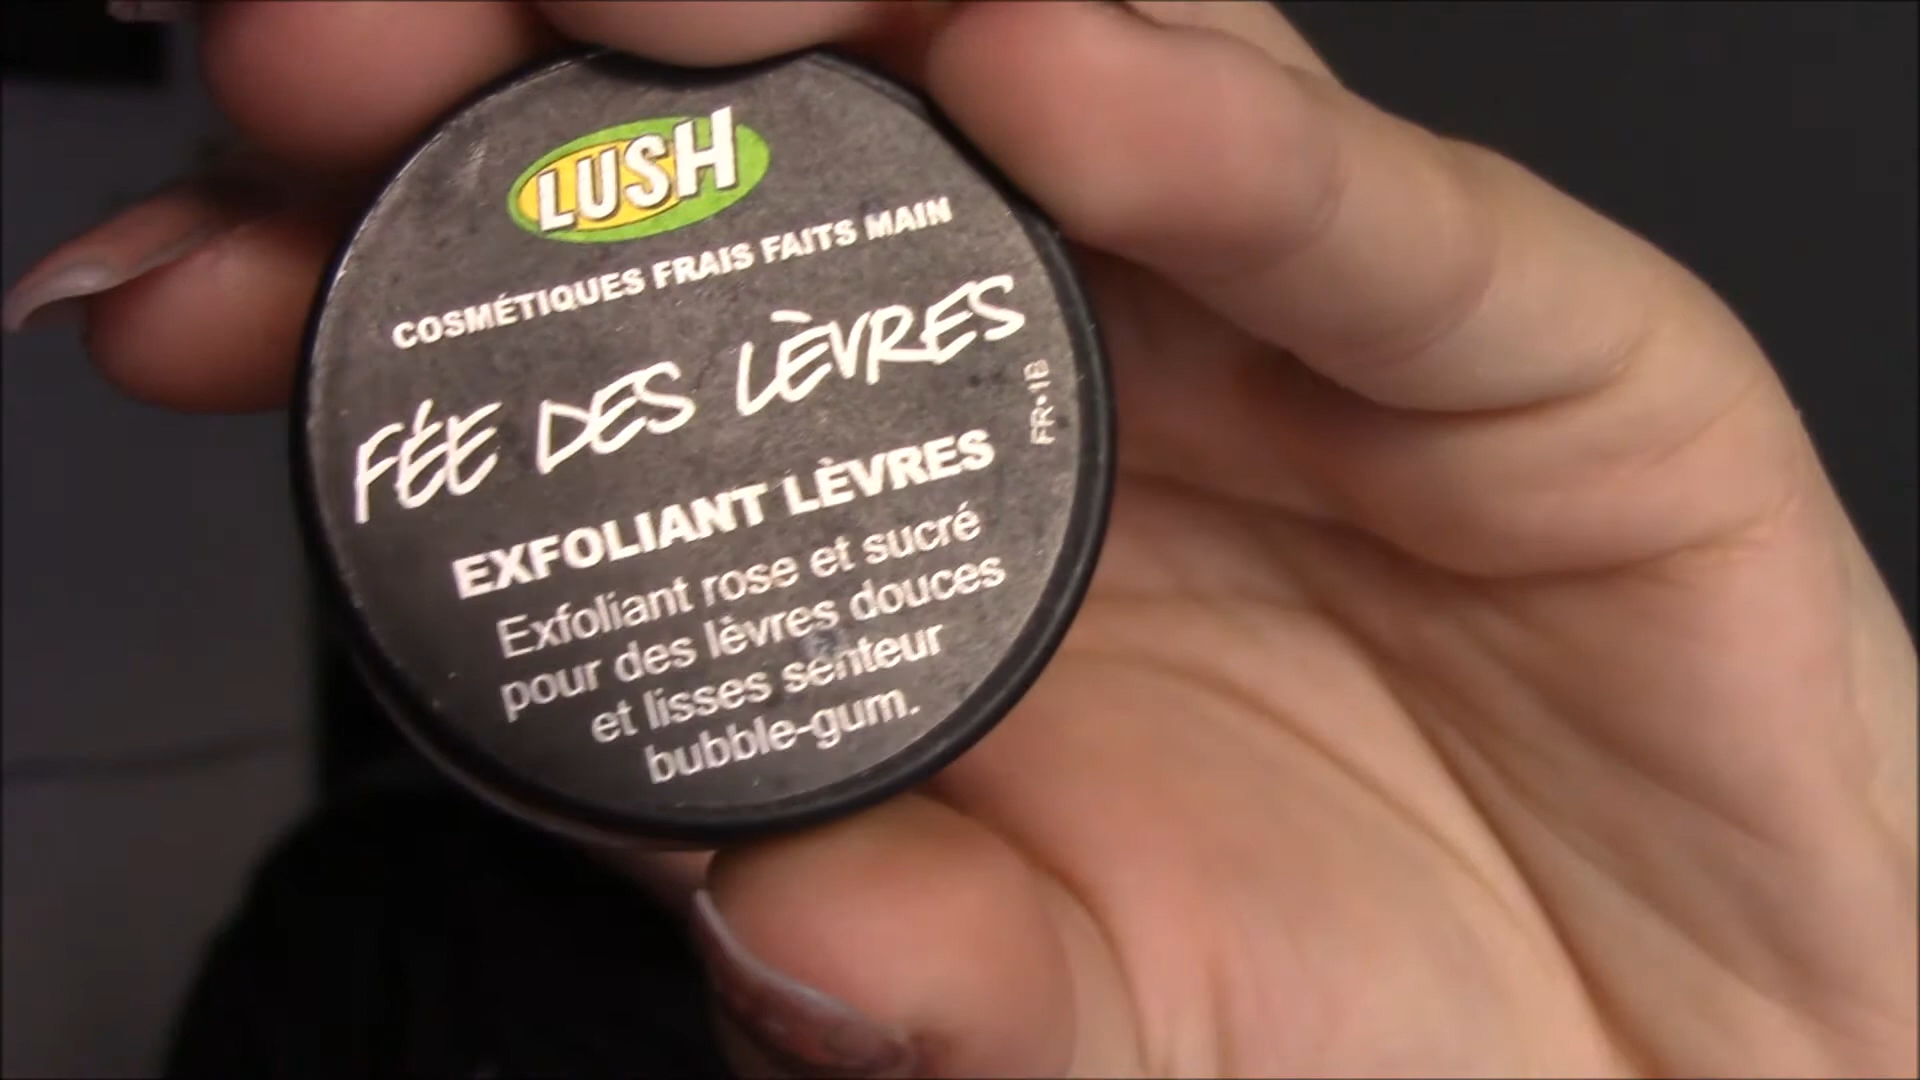 LUSH
COSMÉTIQUES FRAIS FAITS MAIN
FÉE DES LÈVRES
EXFOLIANT LÈVRES
Exfoliant rose et sucré
pour des lèvres douces
et lisses senteur
bubble-gum.
FR•1B